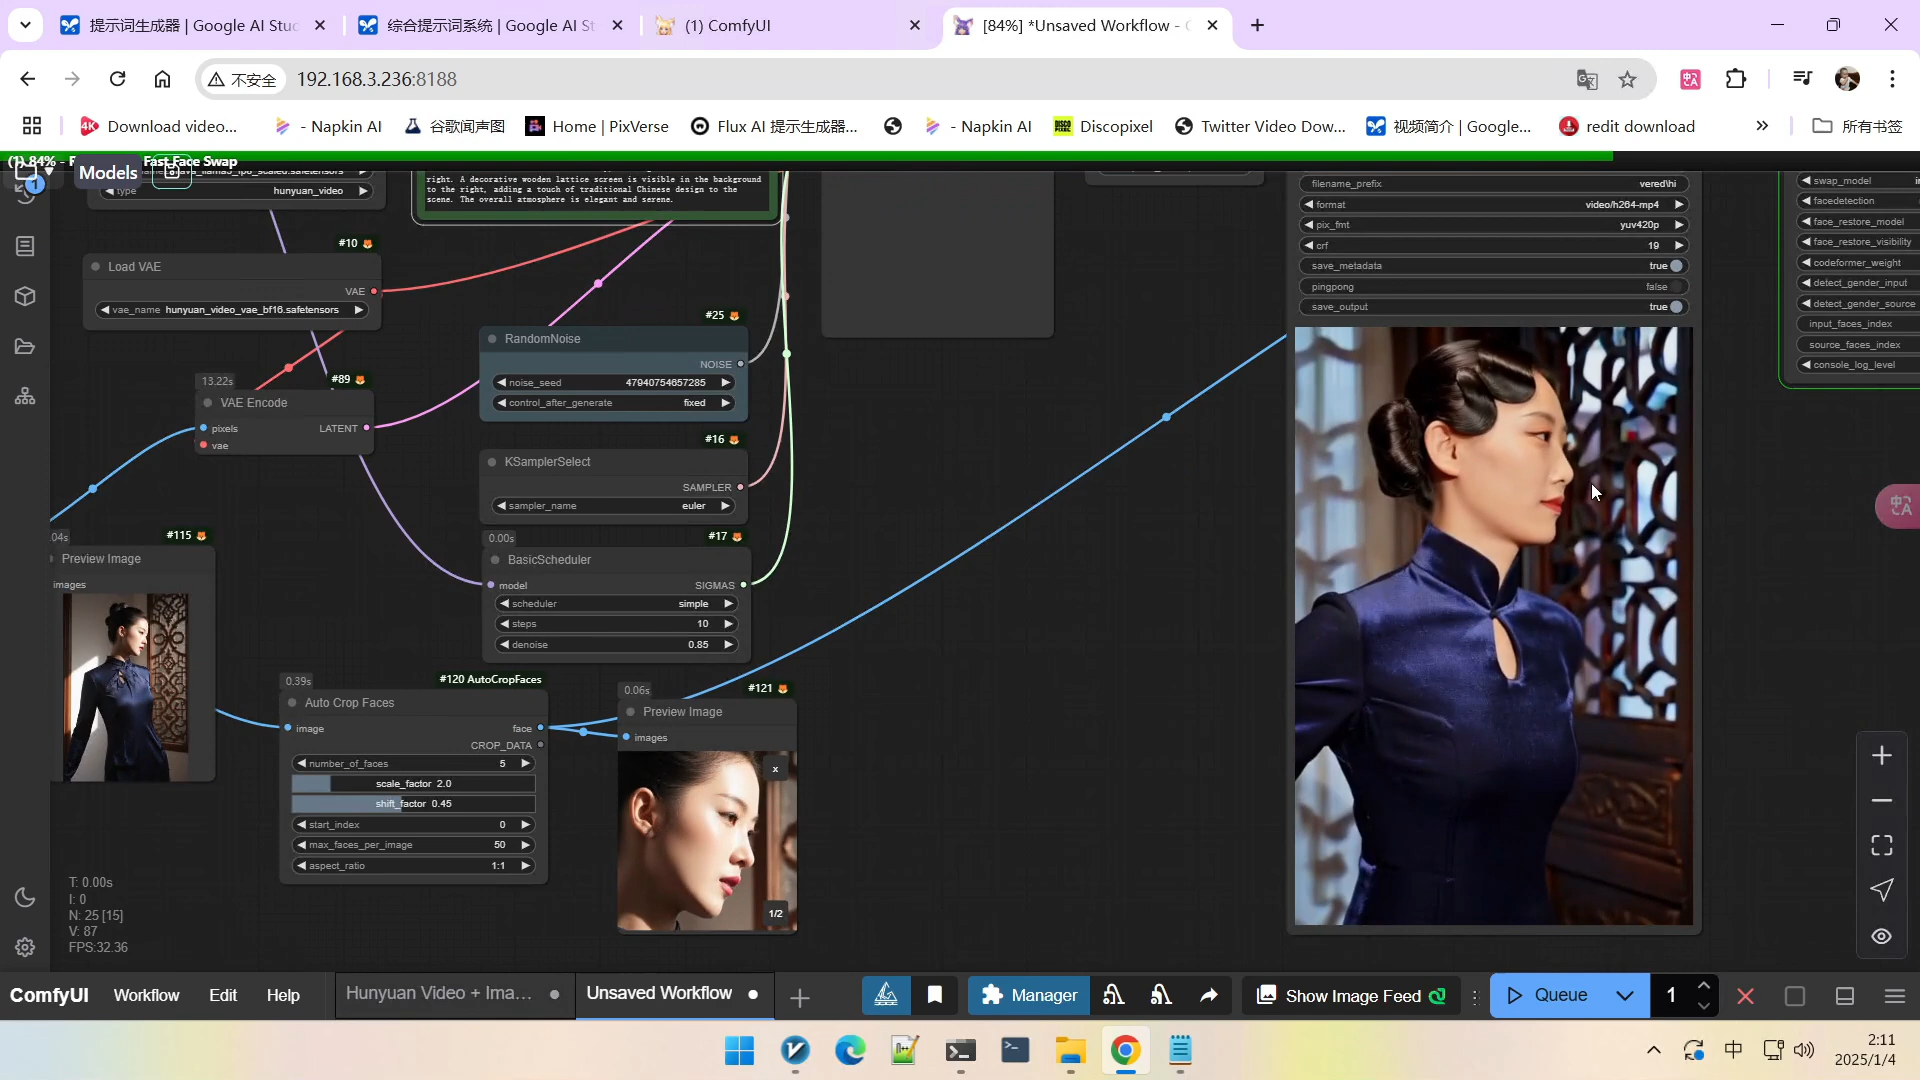 提示词生成器 | Google AI Stu
综合提示词系统 | Google AI St
(1) ComfyUI
[84%] *Unsaved Workflow - C
不安全
192.168.3.236:8188
Download video...
- Napkin AI
谷歌闻声图
Home | PixVerse
Flux AI 提示生成器...
- Napkin AI
Discopixel
Twitter Video Dow...
视频简介 | Google...
redit download
所有书签
Fast Face Swap
Models
1
type hunyuan_video
right. A decorative wooden lattice screen is visible in the background
to the right, adding a touch of traditional Chinese design to the
scene. The overall atmosphere is elegant and serene.
#10
Load VAE
VAE
vae_name hunyuan_video_vae_bf16.safetensors
13.22s
#89
VAE Encode
pixels LATENT
vae
#25
RandomNoise
NOISE
noise_seed 47940754657285
control_after_generate fixed
#16
KSamplerSelect
SAMPLER
sampler_name euler
0.00s
#17
BasicScheduler
model SIGMAS
scheduler simple
steps 10
denoise 0.85
04s
#115
Preview Image
images
0.39s
#120 AutoCropFaces
Auto Crop Faces
image face
CROP_DATA
number_of_faces 5
scale_factor 2.0
shift_factor 0.45
start_index 0
max_faces_per_image 50
aspect_ratio 1:1
0.06s
#121
Preview Image
images
x
1/2
filename_prefix vered\hi
format video/h264-mp4
pix_fmt yuv420p
crf 19
save_metadata true
pingpong false
save_output true
swap_model
facedetection
face_restore_model
face_restore_visibility
codeformer_weight
detect_gender_input
detect_gender_source
input_faces_index
source_faces_index
console_log_level
T: 0.00s
I: 0
N: 25 [15]
V: 87
FPS:32.36
ComfyUI
Workflow
Edit
Help
Hunyuan Video + Ima...
Unsaved Workflow
Manager
Show Image Feed
Queue
1
中
2:11
2025/1/4